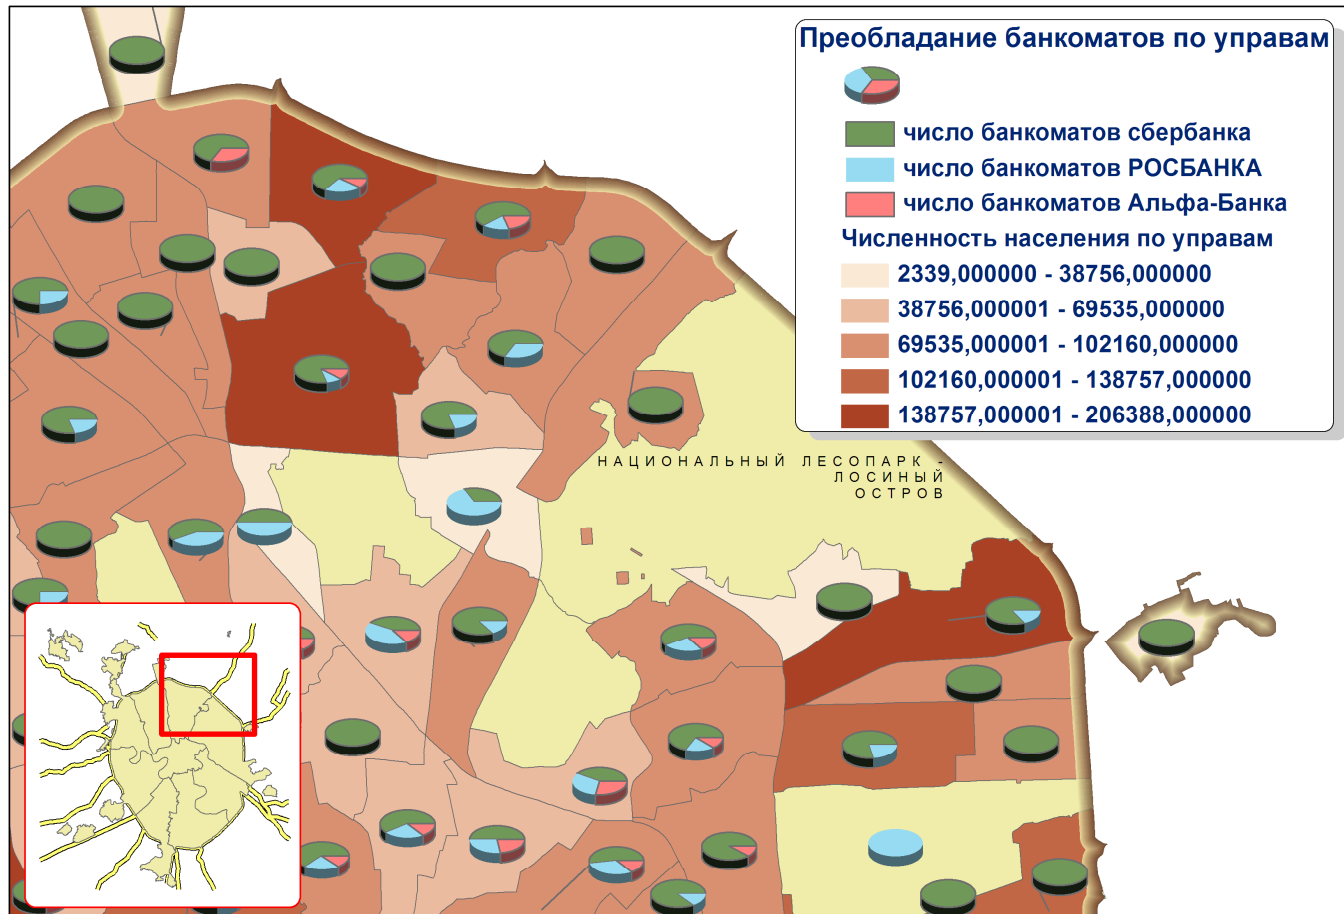 Преобладание банкоматов по управам
число банкоматов сбербанка
число банкоматов РОСБАНКА
число банкоматов Альфа-Банка
Численность населения по управам
2339,000000 - 38756,000000
38756,000001 - 69535,000000
69535,000001 - 102160,000000
102160,000001 - 138757,000000
138757,000001 - 206388,000000
НАЦИОНАЛЬНЫЙ ЛЕСОПАРК -
ЛОСИНЫЙ
ОСТРОВ